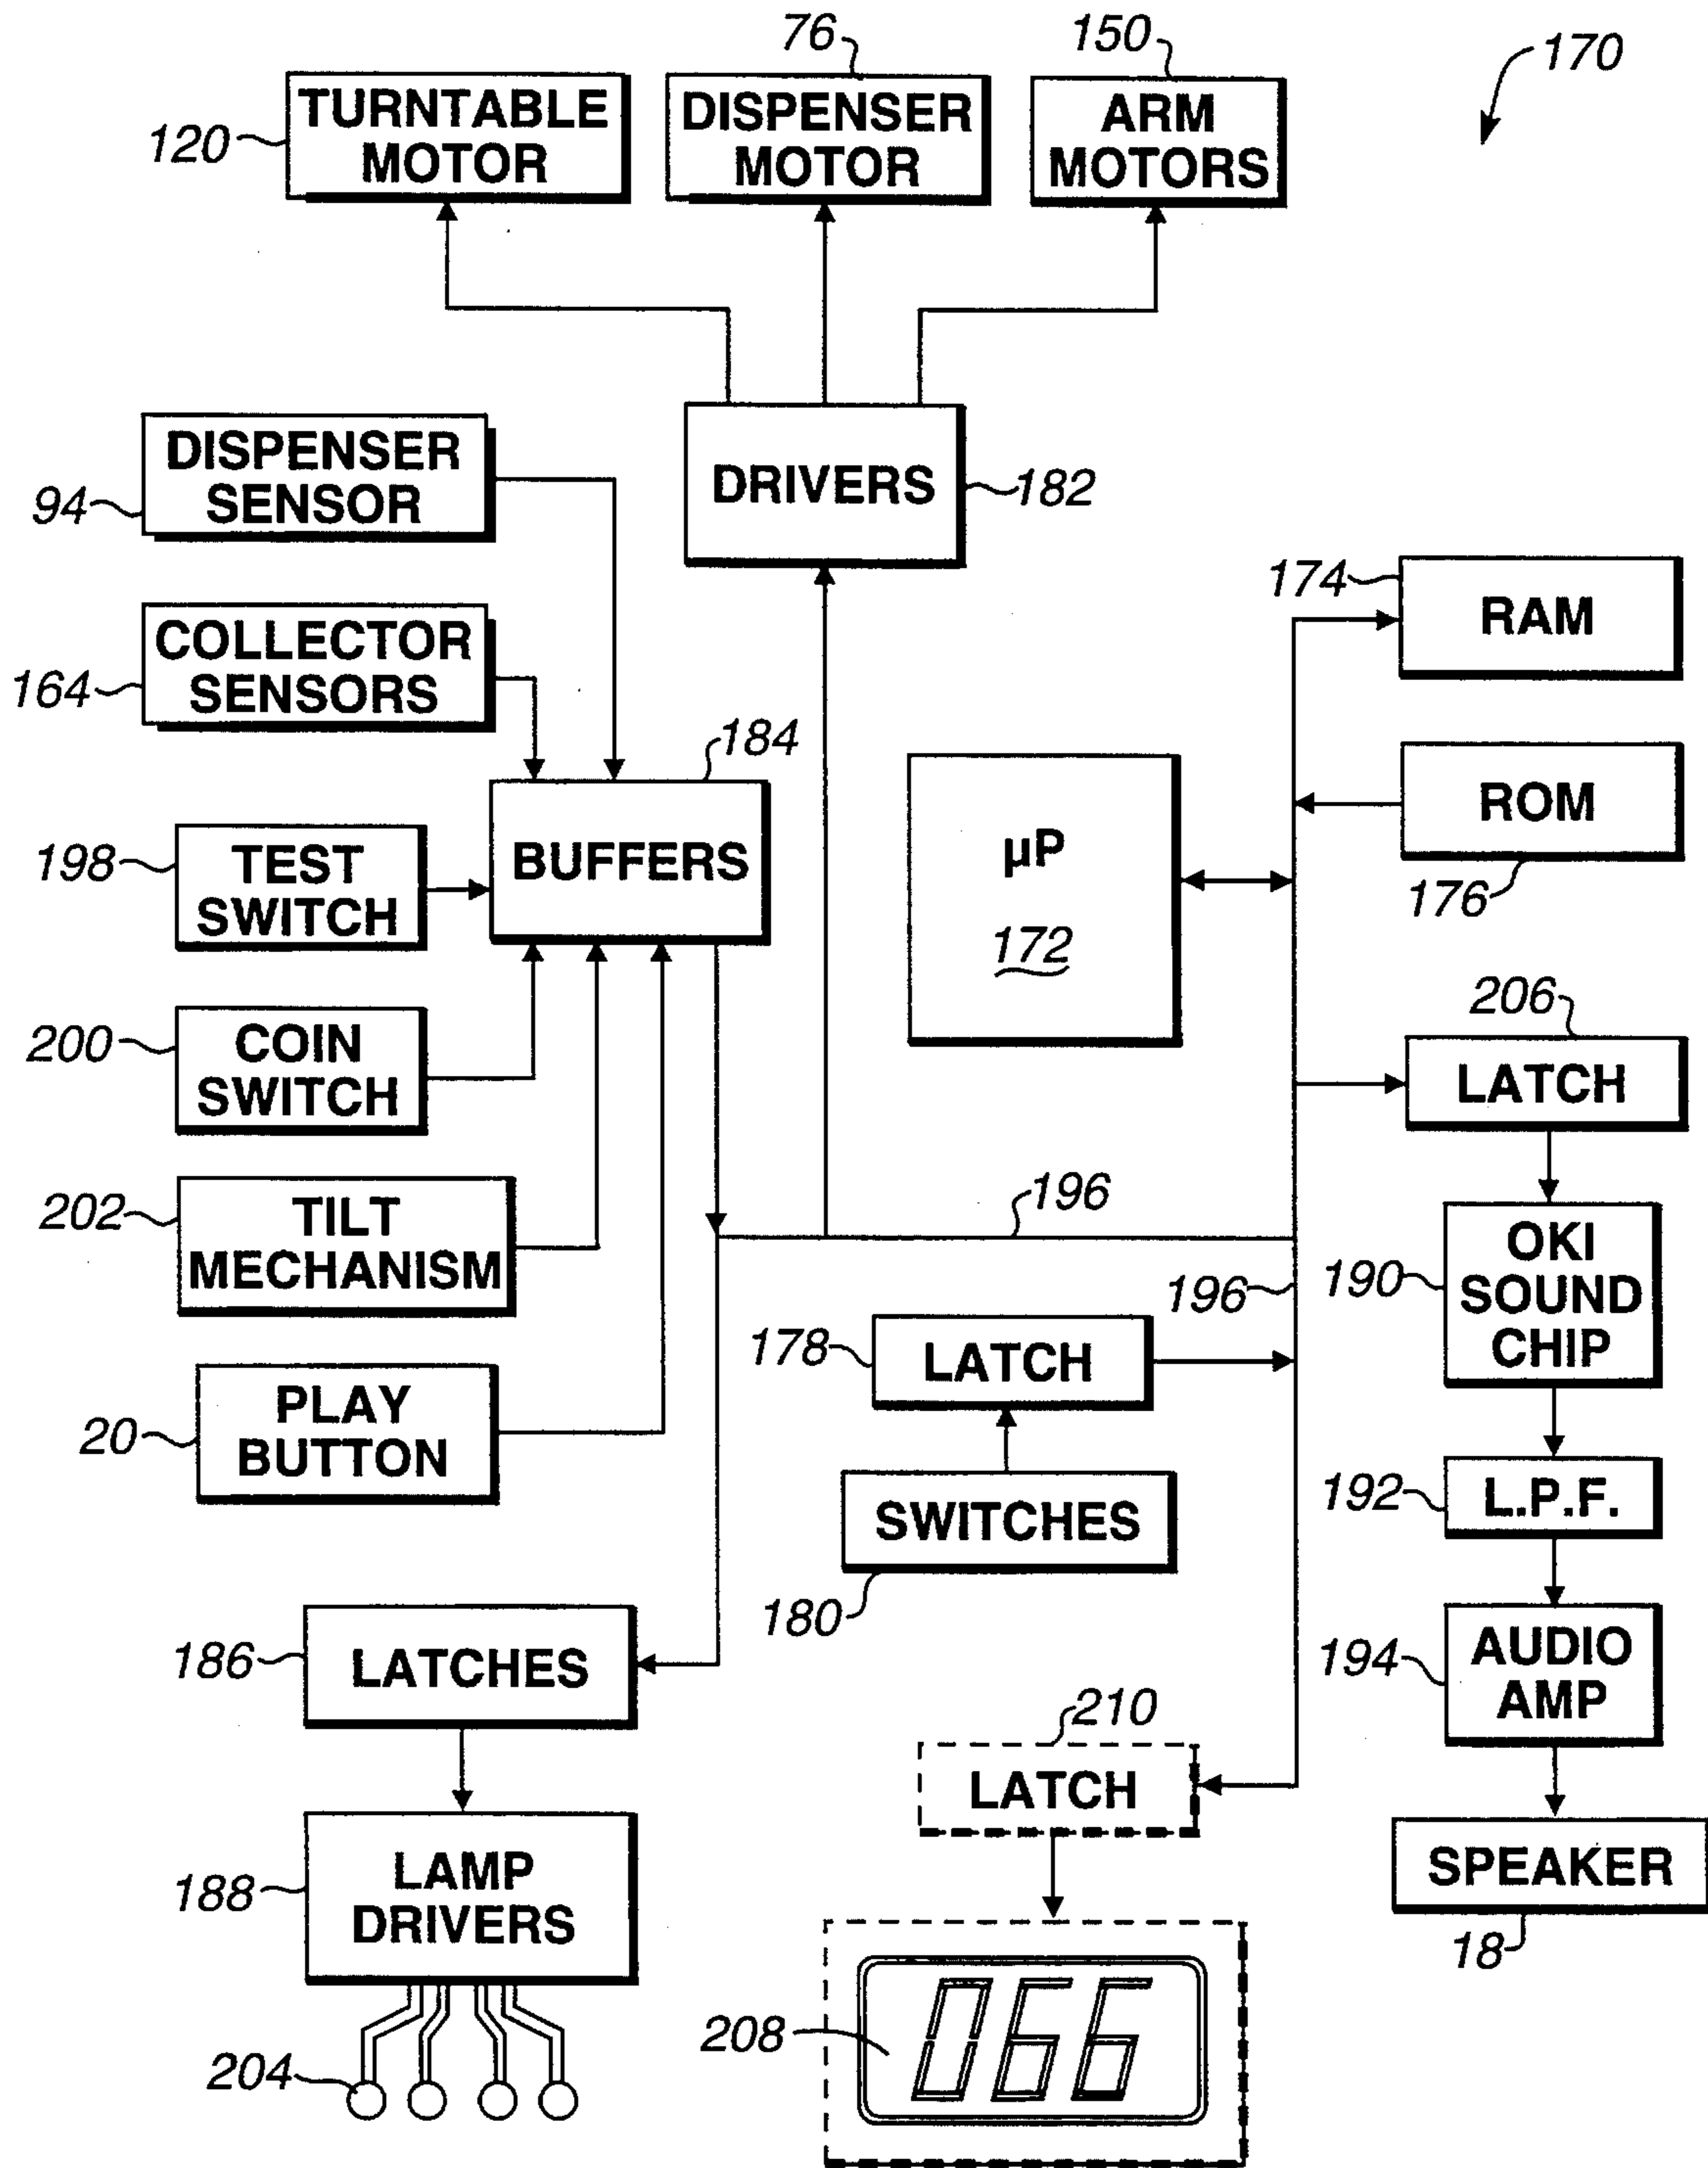 76
150
170
TURNTABLE
MOTOR
120
DISPENSER
MOTOR
ARM
MOTORS
DISPENSER
SENSOR
94
DRIVERS
182
COLLECTOR
SENSORS
164
174
RAM
184
ROM
176
198
TEST
SWITCH
BUFFERS
µP
172
200
COIN
SWITCH
206
LATCH
202
TILT
MECHANISM
196
196
190
OKI
SOUND
CHIP
178
LATCH
20
PLAY
BUTTON
SWITCHES
180
192
L.P.F.
186
LATCHES
194
AUDIO
AMP
210
LATCH
188
LAMP
DRIVERS
SPEAKER
18
204
208
066